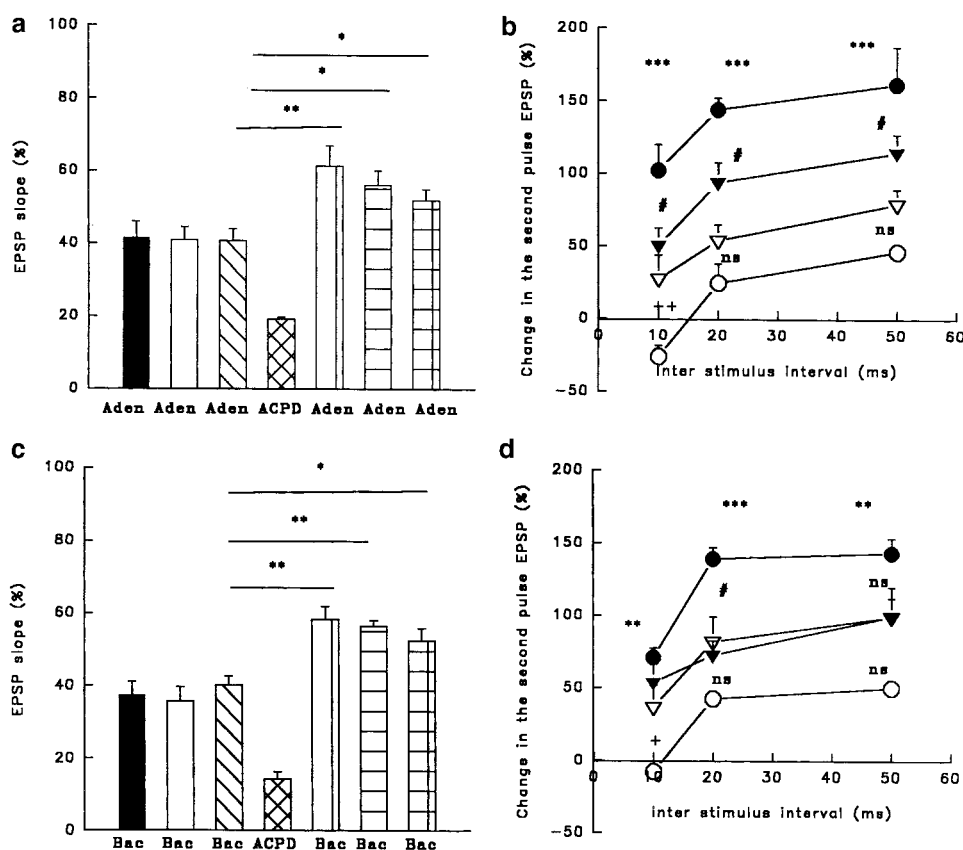 a
100
80
60
40
20
0
EPSP slope (%)
*
*
**
Aden Aden Aden ACPD Aden Aden Aden
b
200
150
100
50
0
−50
Change in the second pulse EPSP (%)
*** *** ***
#
#
#
ns
ns
++
0 10 20 30 40 50 60
Inter stimulus interval (ms)
c
100
80
60
40
20
0
EPSP slope (%)
*
**
**
Bac Bac Bac ACPD Bac Bac Bac
d
200
150
100
50
0
−50
Change in the second pulse EPSP (%)
** *** **
#
ns
ns
ns
+
0 10 20 30 40 50 60
inter stimulus interval (ms)